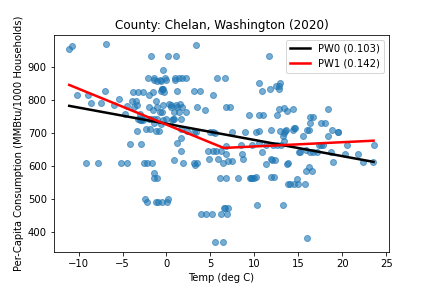 County: Chelan, Washington (2020)
Per-Capita Consumption (MMBtu/1000 Households)
900
800
700
600
500
400
PW0 (0.103)
PW1 (0.142)
−10 −5 0 5 10 15 20 25
Temp (deg C)